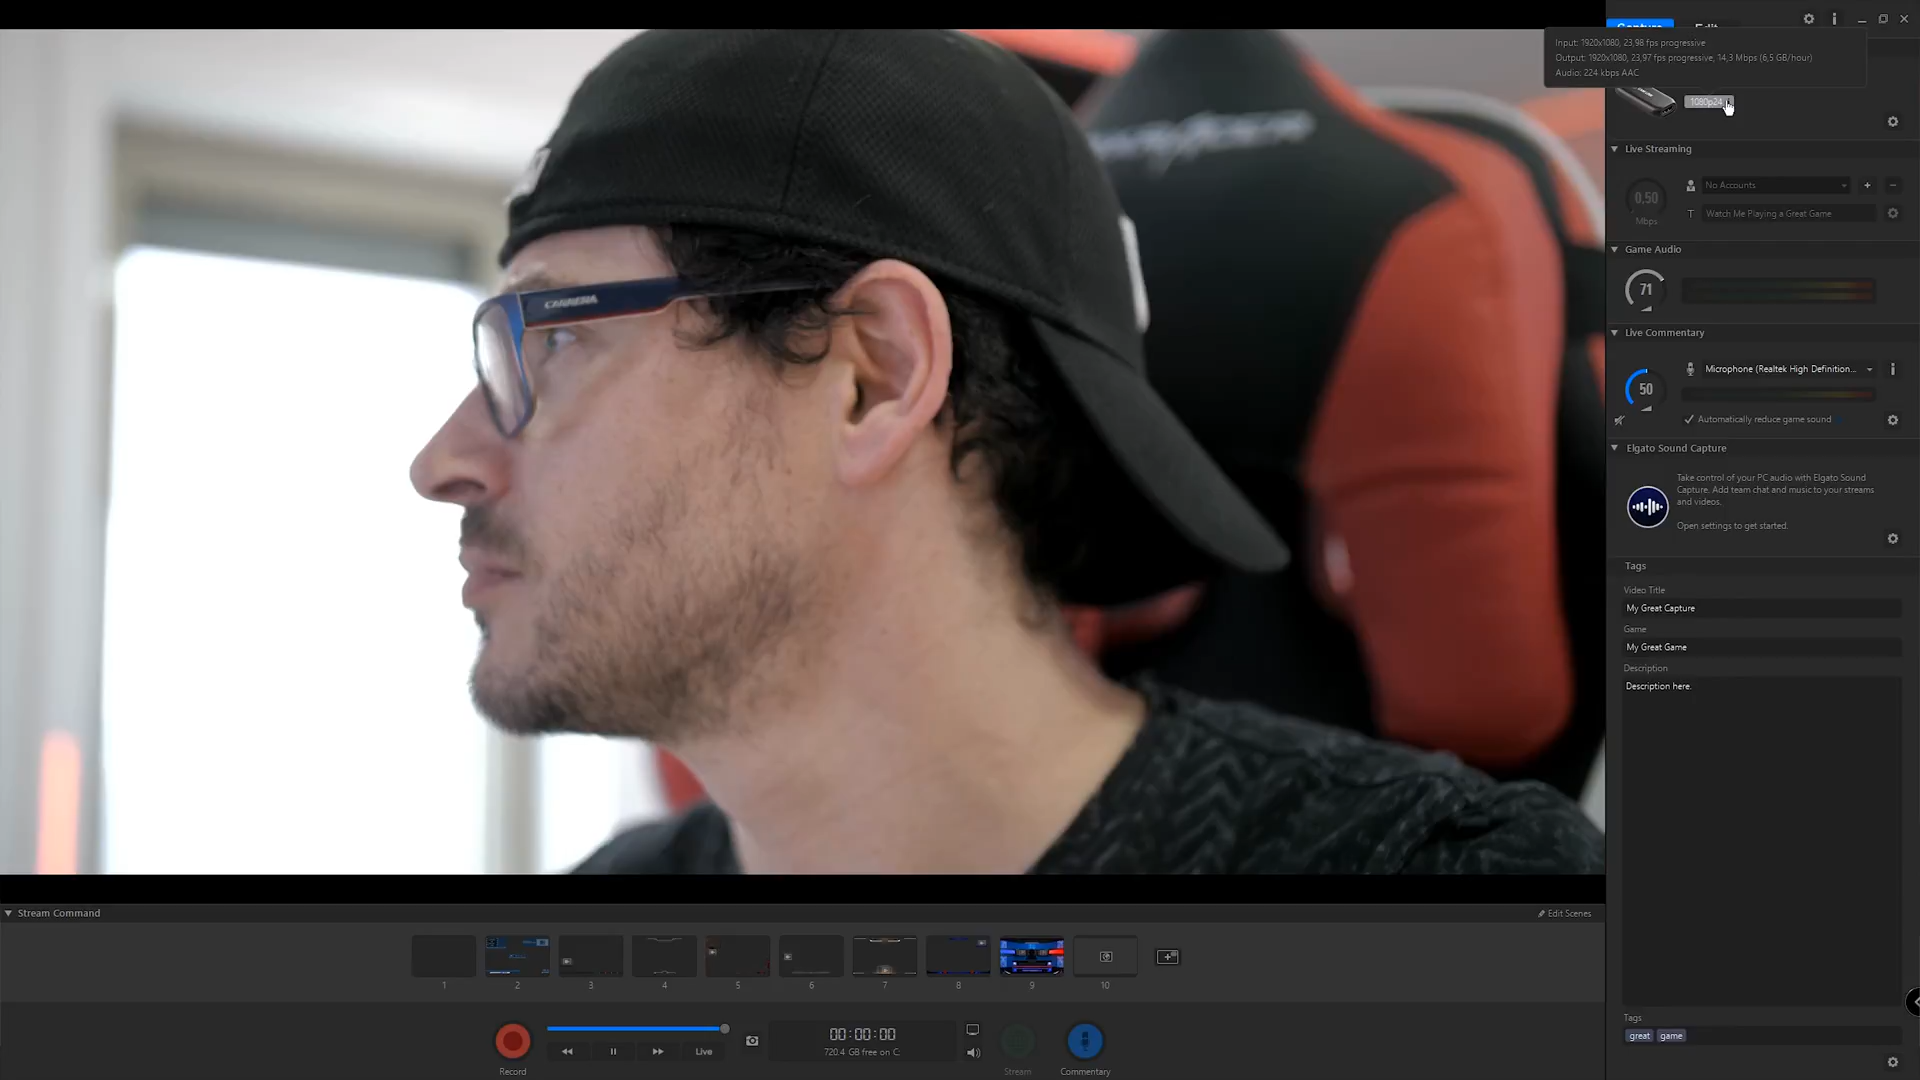 Input: 1920x1080, 23,98 fps progressive
Output: 1920x1080, 23,97 fps progressive, 14,3 Mbps (6,5 GB/hour)
Audio: 224 kbps AAC
1080p24
Live Streaming
0.50
Mbps
No Accounts
T Watch Me Playing a Great Game
Game Audio
71
Live Commentary
Microphone (Realtek High Definition...
50
Automatically reduce game sound
Elgato Sound Capture
Take control of your PC audio with Elgato Sound
Capture. Add team chat and music to your streams
and videos.
Open settings to get started.
Tags
Video Title
My Great Capture
Game
My Great Game
Description
Description here.
Tags
great game
CARRERA
Stream Command
Edit Scenes
1 2 3 4 5 6 7 8 9 10
Record
Live
00:00:00
720.4 GB free on C:
Stream
Commentary